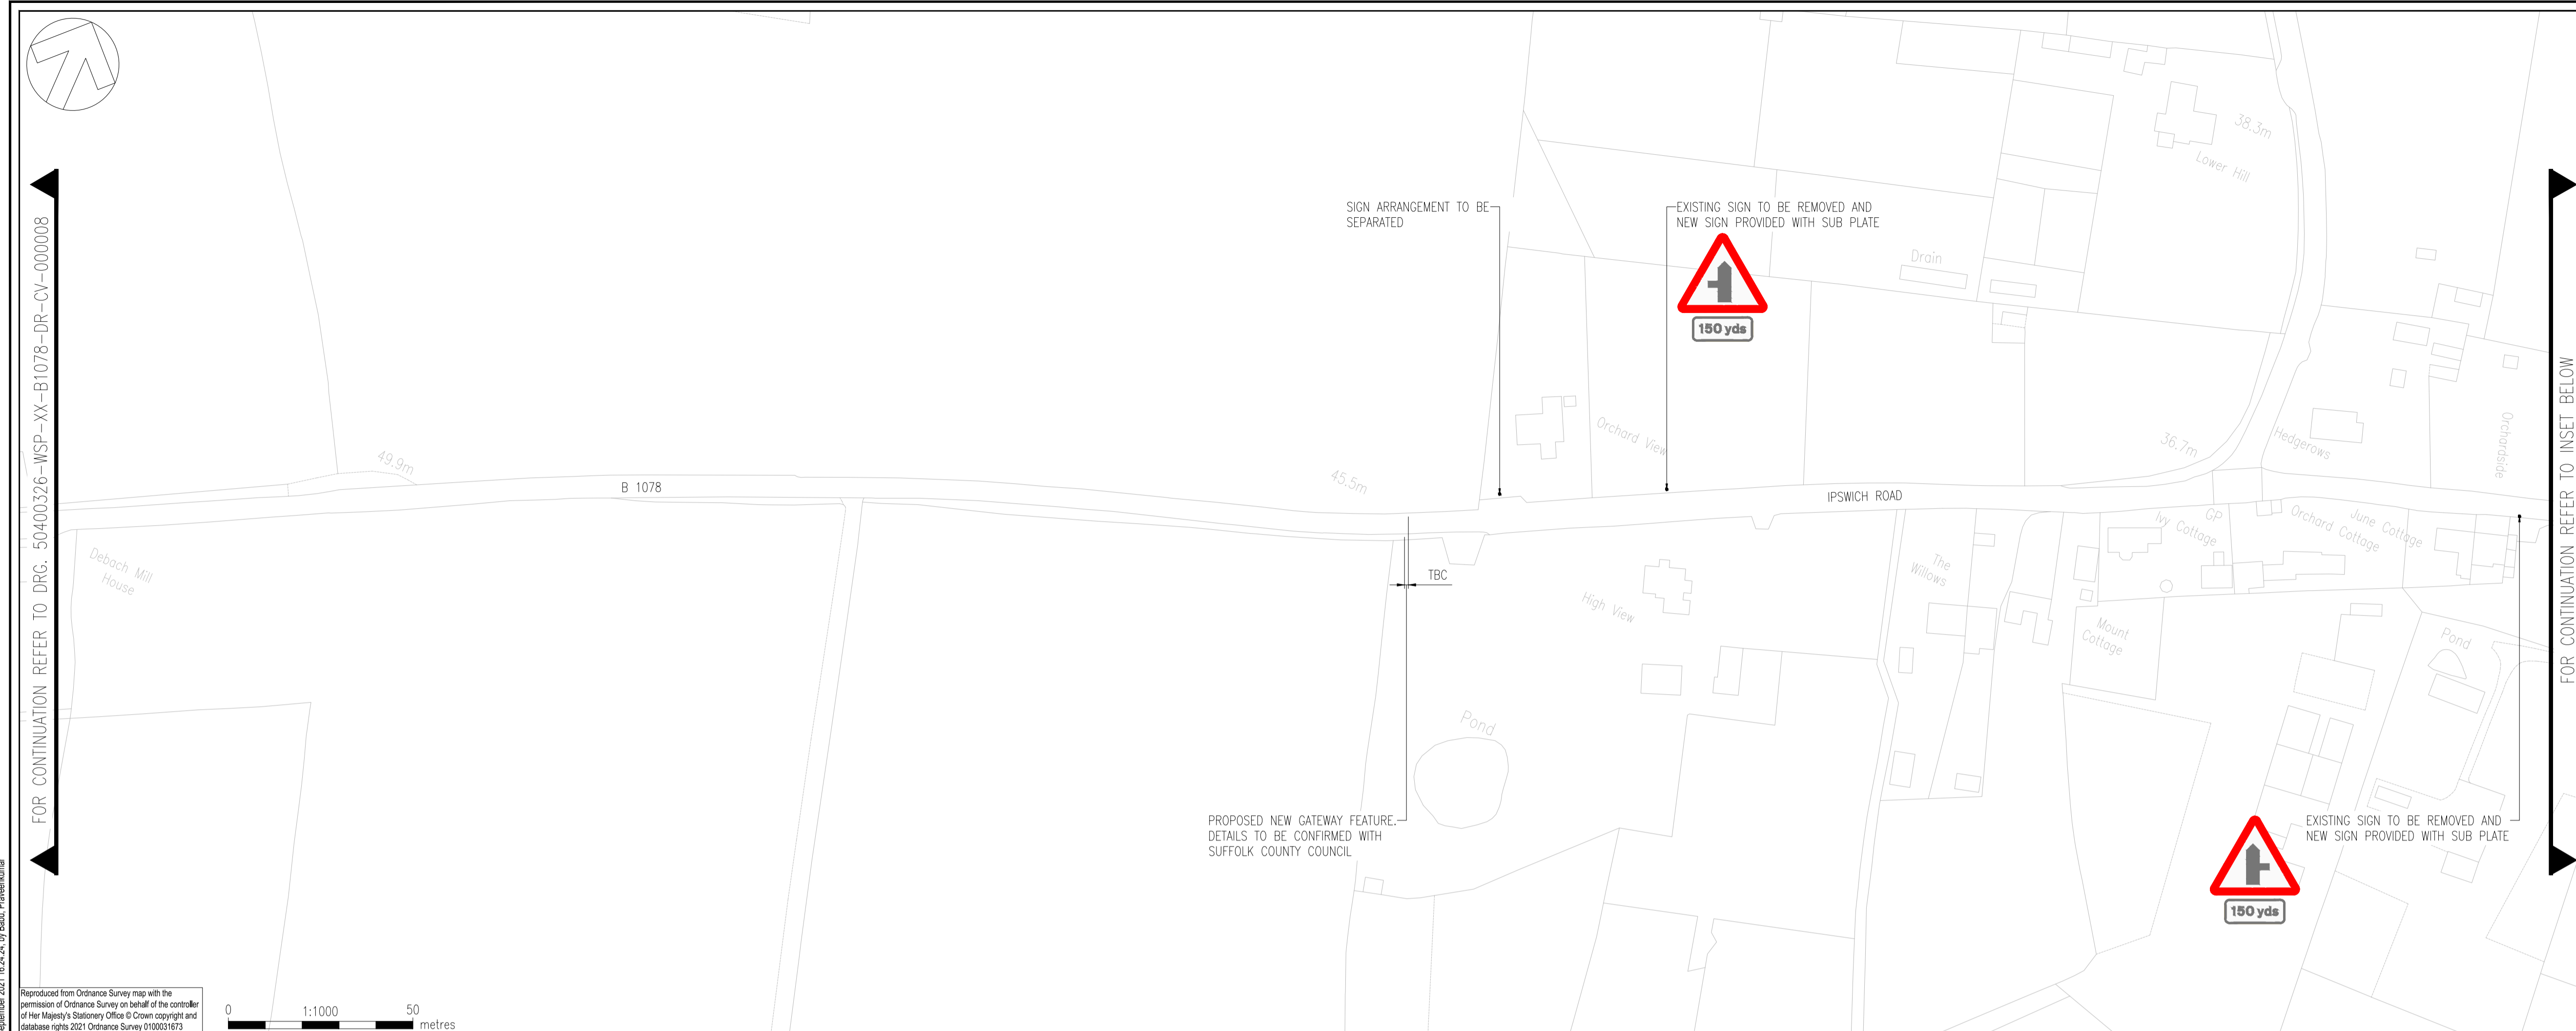 FOR CONTINUATION REFER TO DRG. 50400326-WSP-XX-B1078-DR-CV-000008
38.3m
Lower Hill
SIGN ARRANGEMENT TO BE
SEPARATED
EXISTING SIGN TO BE REMOVED AND
NEW SIGN PROVIDED WITH SUB PLATE
150 yds
Drain
Orchard View
49.9m
B 1078
45.5m
IPSWICH ROAD
36.7m
Hedgerows
Orchardside
FOR CONTINUATION REFER TO INSET BELOW
Debach Mill
House
TBC
High View
The
Willows
Ivy Cottage
GP
Orchard Cottage
June Cottage
Mount
Cottage
Pond
Pond
PROPOSED NEW GATEWAY FEATURE.
DETAILS TO BE CONFIRMED WITH
SUFFOLK COUNTY COUNCIL
EXISTING SIGN TO BE REMOVED AND
NEW SIGN PROVIDED WITH SUB PLATE
150 yds
Reproduced from Ordnance Survey map with the
permission of Ordnance Survey on behalf of the controller
of Her Majesty's Stationery Office © Crown copyright and
database rights 2021 Ordnance Survey 0100031673
0 1:1000 50
metres